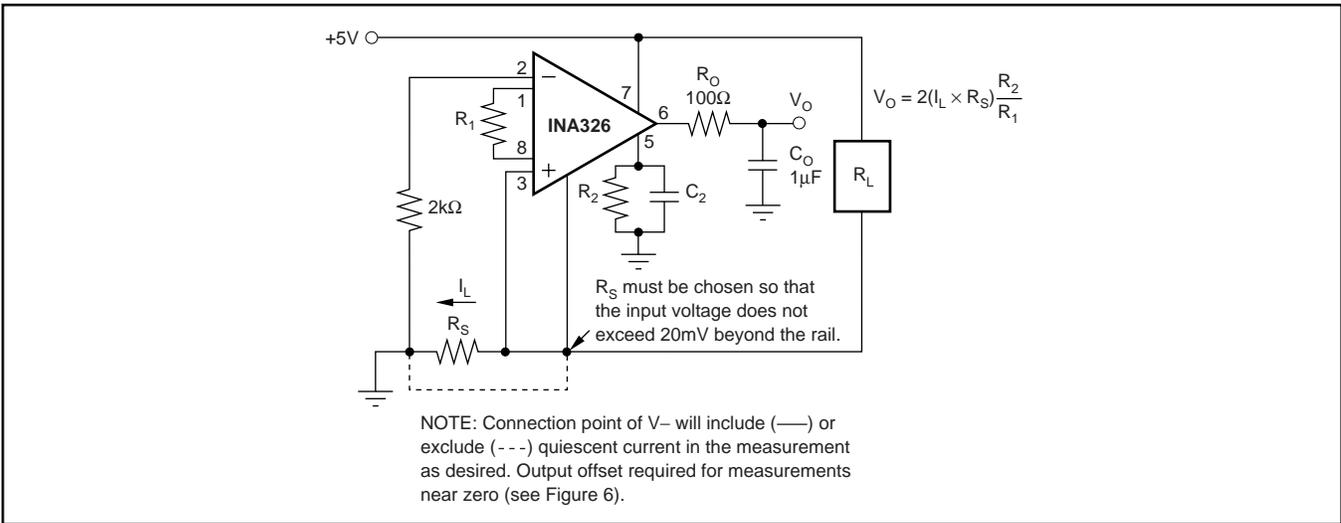 +5V
2
−
1
R1
8
+
3
INA326
7
6
5
RO
100Ω
VO
VO = 2(IL × RS) R2/R1
CO
1µF
RL
R2
C2
2kΩ
IL
RS
RS must be chosen so that
the input voltage does not
exceed 20mV beyond the rail.
NOTE: Connection point of V– will include (——) or
exclude (- - -) quiescent current in the measurement
as desired. Output offset required for measurements
near zero (see Figure 6).